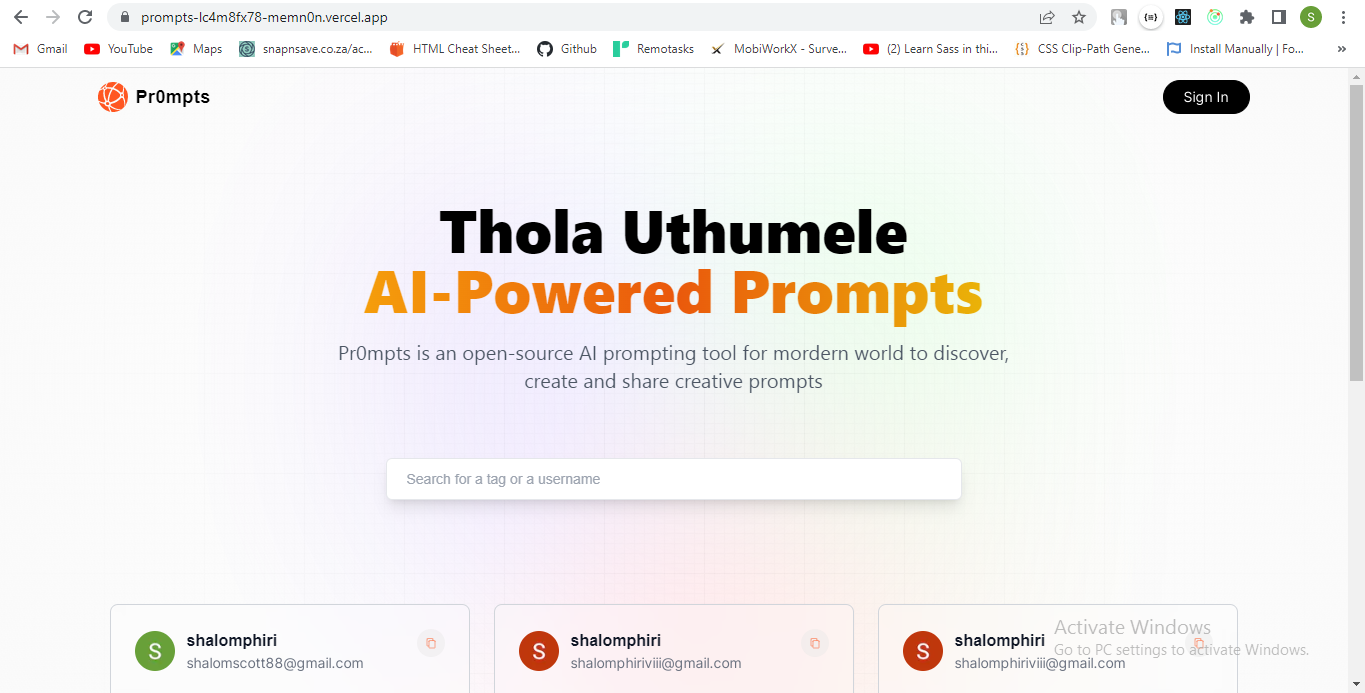 prompts-lc4m8fx78-memn0n.vercel.app
S
Gmail
YouTube
Maps
snapnsave.co.za/ac...
HTML Cheat Sheet...
Github
Remotasks
MobiWorkX - Surve...
(2) Learn Sass in thi...
CSS Clip-Path Gene...
Install Manually | Fo...
»
Pr0mpts
Sign In
Thola Uthumele
AI-Powered Prompts
Pr0mpts is an open-source AI prompting tool for mordern world to discover,
create and share creative prompts
Search for a tag or a username
S
shalomphiri
shalomscott88@gmail.com
S
shalomphiri
shalomphiriviii@gmail.com
S
shalomphiri
shalomphiriviii@gmail.com
Activate Windows
Go to PC settings to activate Windows.